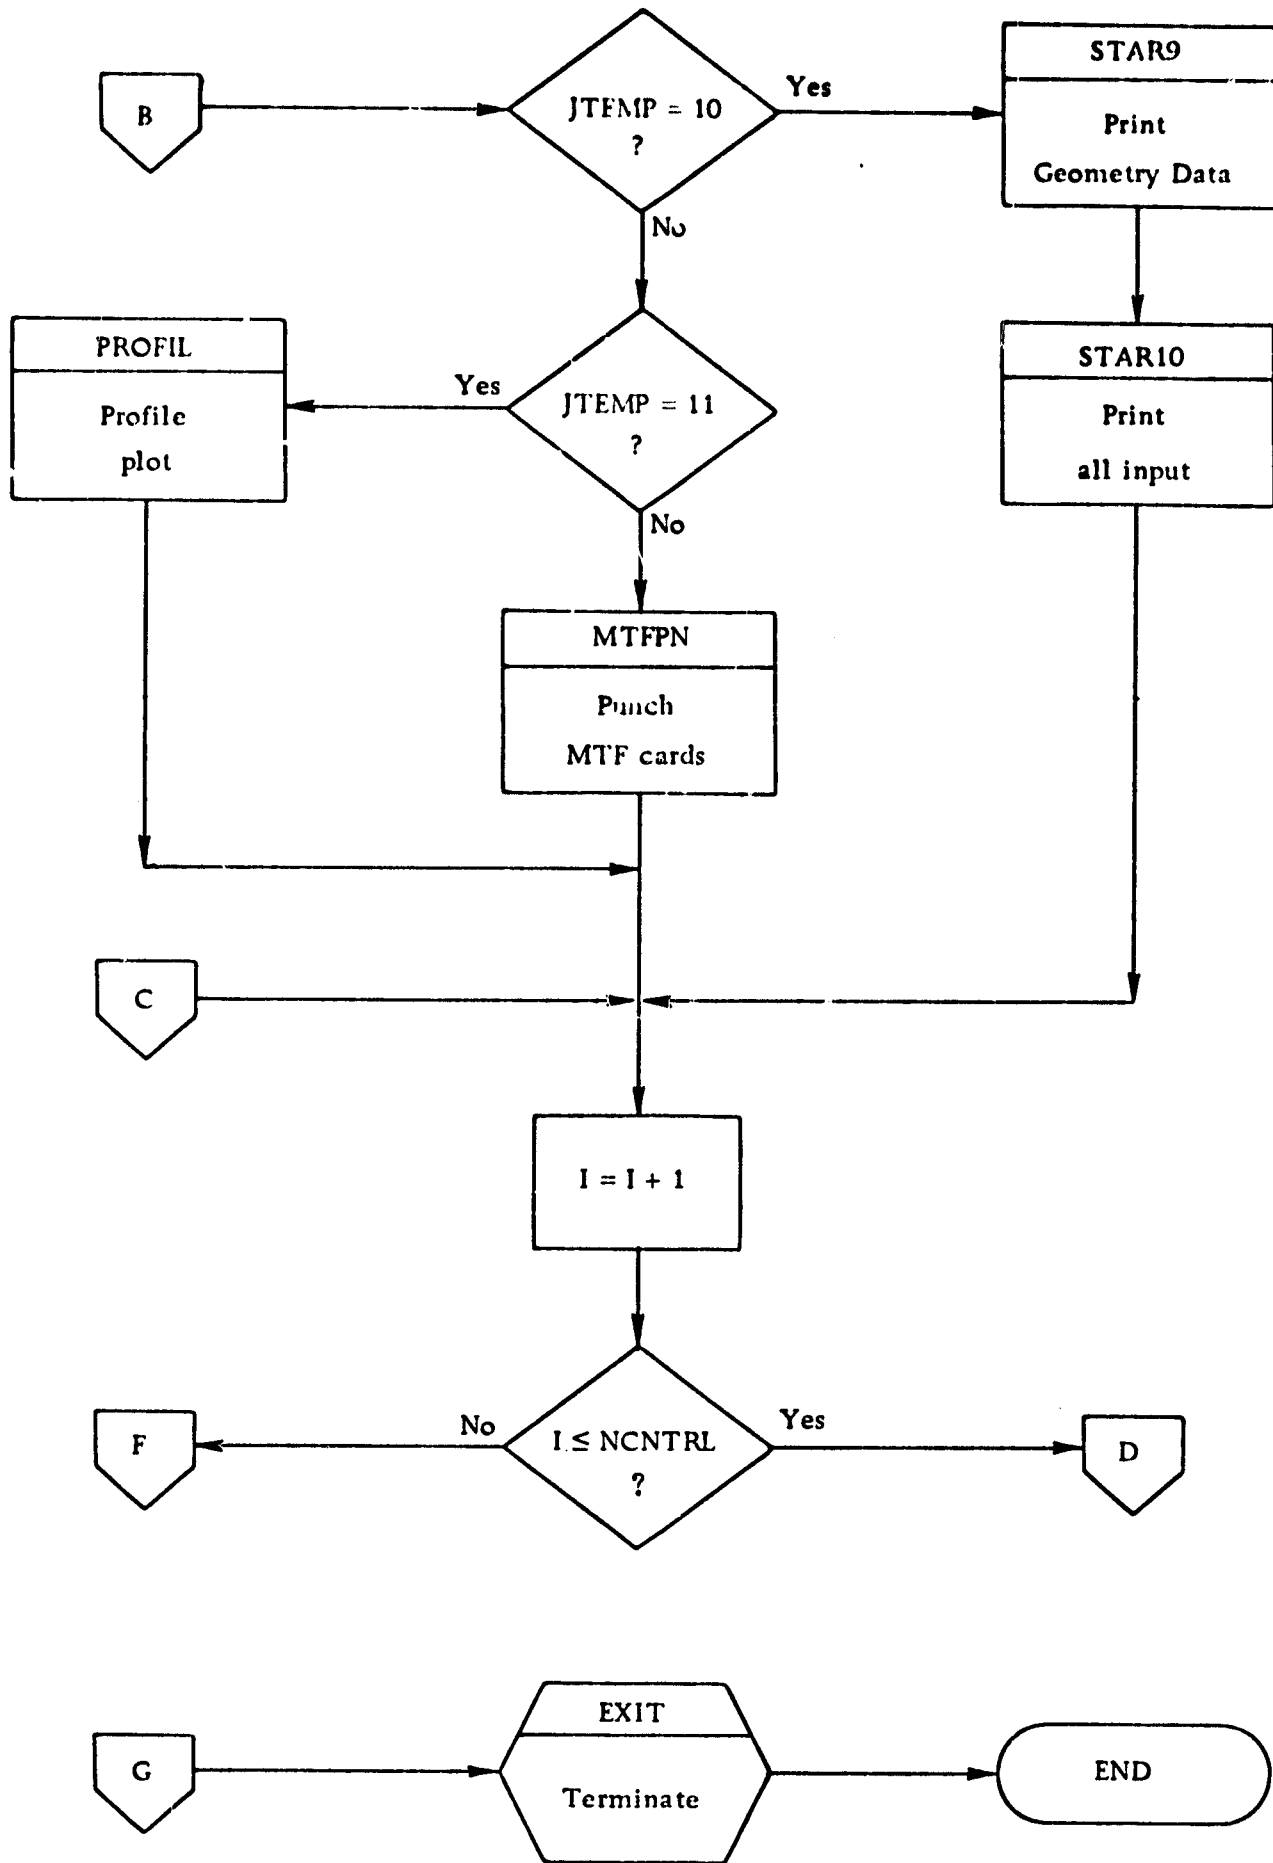 B
JTEMP = 10
?
Yes
No
STAR9
Print
Geometry Data
PROFIL
Profile
plot
Yes
JTEMP = 11
?
No
STAR10
Print
all input
MTFPN
Punch
MTF cards
C
I = I + 1
F
No
I ≤ NCNTRL
?
Yes
D
G
EXIT
Terminate
END